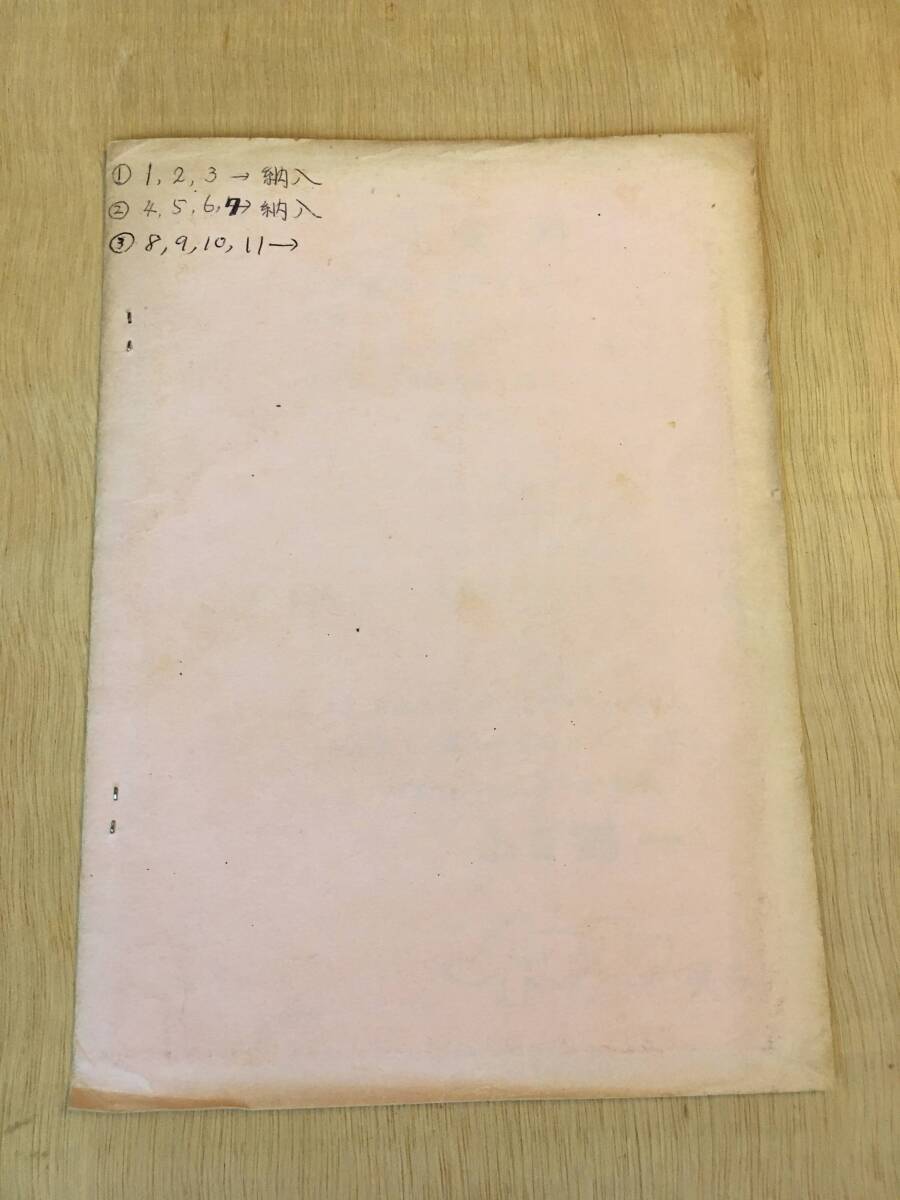 ① 1, 2, 3 → 納入
② 4, 5, 6, 7→ 納入
③ 8, 9, 10, 11→